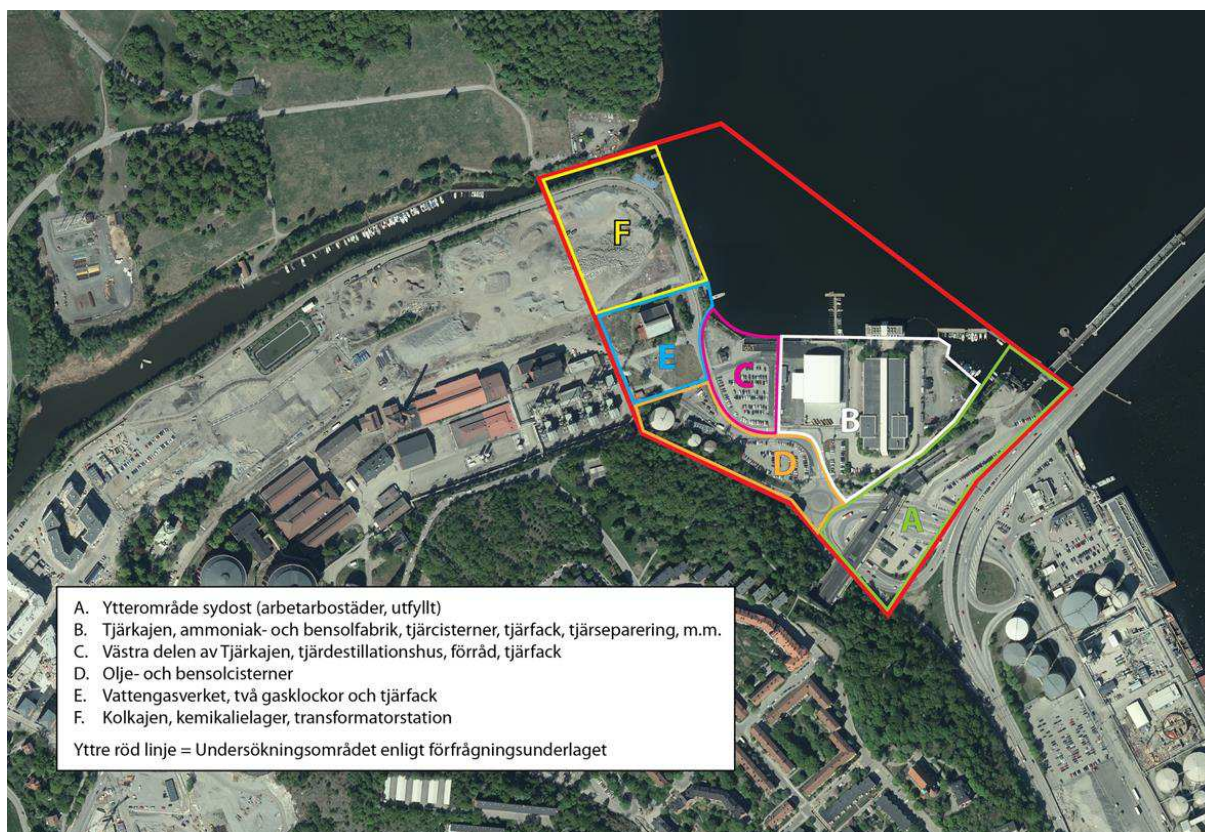 F
E
C
B
D
A
A. Ytterområde sydost (arbetarbostäder, utfyllt)
B. Tjärkajen, ammoniak- och bensolfabrik, tjärcisterner, tjärfack, tjärseparering, m.m.
C. Västra delen av Tjärkajen, tjärdestillationshus, förråd, tjärfack
D. Olje- och bensolcisterner
E. Vattengasverket, två gasklockor och tjärfack
F. Kolkajen, kemikalielager, transformatorstation
Yttre röd linje = Undersökningsområdet enligt förfrågningsunderlaget